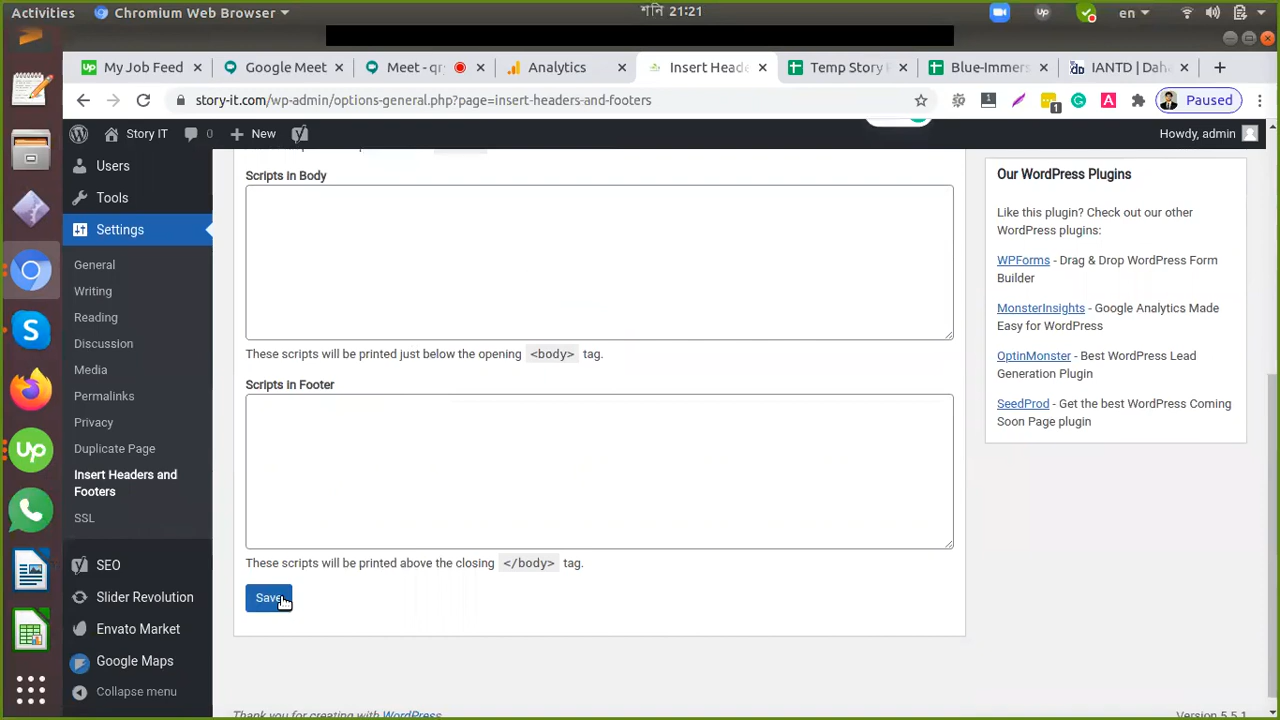 Activities
Chromium Web Browser
শনি 21:21
en
My Job Feed
Google Meet
Meet - qr
Analytics
Insert Heade
Temp Story
Blue-Immers
IANTD | Daha
story-it.com/wp-admin/options-general.php?page=insert-headers-and-footers
1
Paused
Story IT
0
New
Howdy, admin
Users
Tools
Settings
General
Writing
Reading
Discussion
Media
Permalinks
Privacy
Duplicate Page
Insert Headers and
Footers
SSL
SEO
Slider Revolution
Envato Market
Google Maps
Collapse menu
Scripts in Body
These scripts will be printed just below the opening <body> tag.
Scripts in Footer
These scripts will be printed above the closing </body> tag.
Save
Our WordPress Plugins
Like this plugin? Check out our other
WordPress plugins:
WPForms - Drag & Drop WordPress Form
Builder
MonsterInsights - Google Analytics Made
Easy for WordPress
OptinMonster - Best WordPress Lead
Generation Plugin
SeedProd - Get the best WordPress Coming
Soon Page plugin
Thank you for creating with WordPress
Version 5.5.1